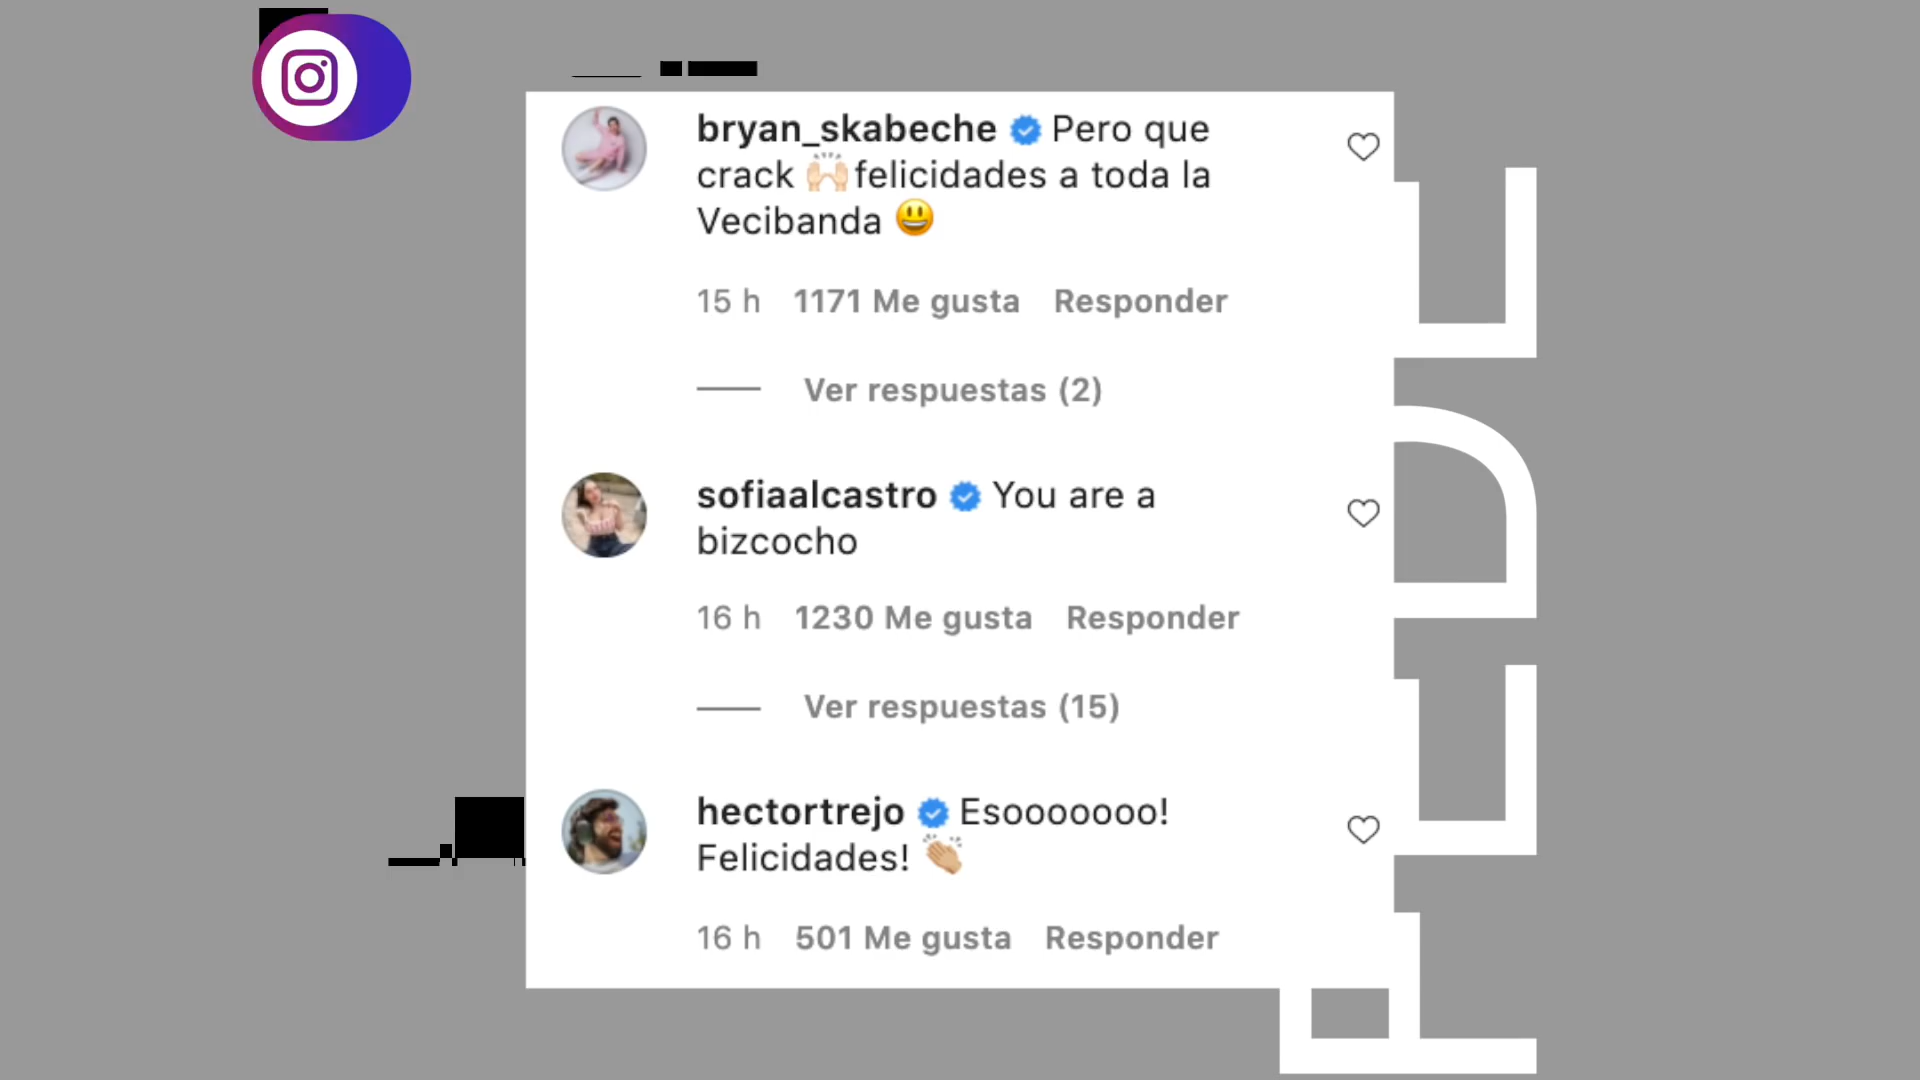 bryan_skabeche Pero que
crack 🙌🏻felicidades a toda la
Vecibanda 😃
15 h 1171 Me gusta Responder
Ver respuestas (2)
sofiaalcastro You are a
bizcocho
16 h 1230 Me gusta Responder
Ver respuestas (15)
hectortrejo Esooooooo!
Felicidades! 👏🏼
16 h 501 Me gusta Responder